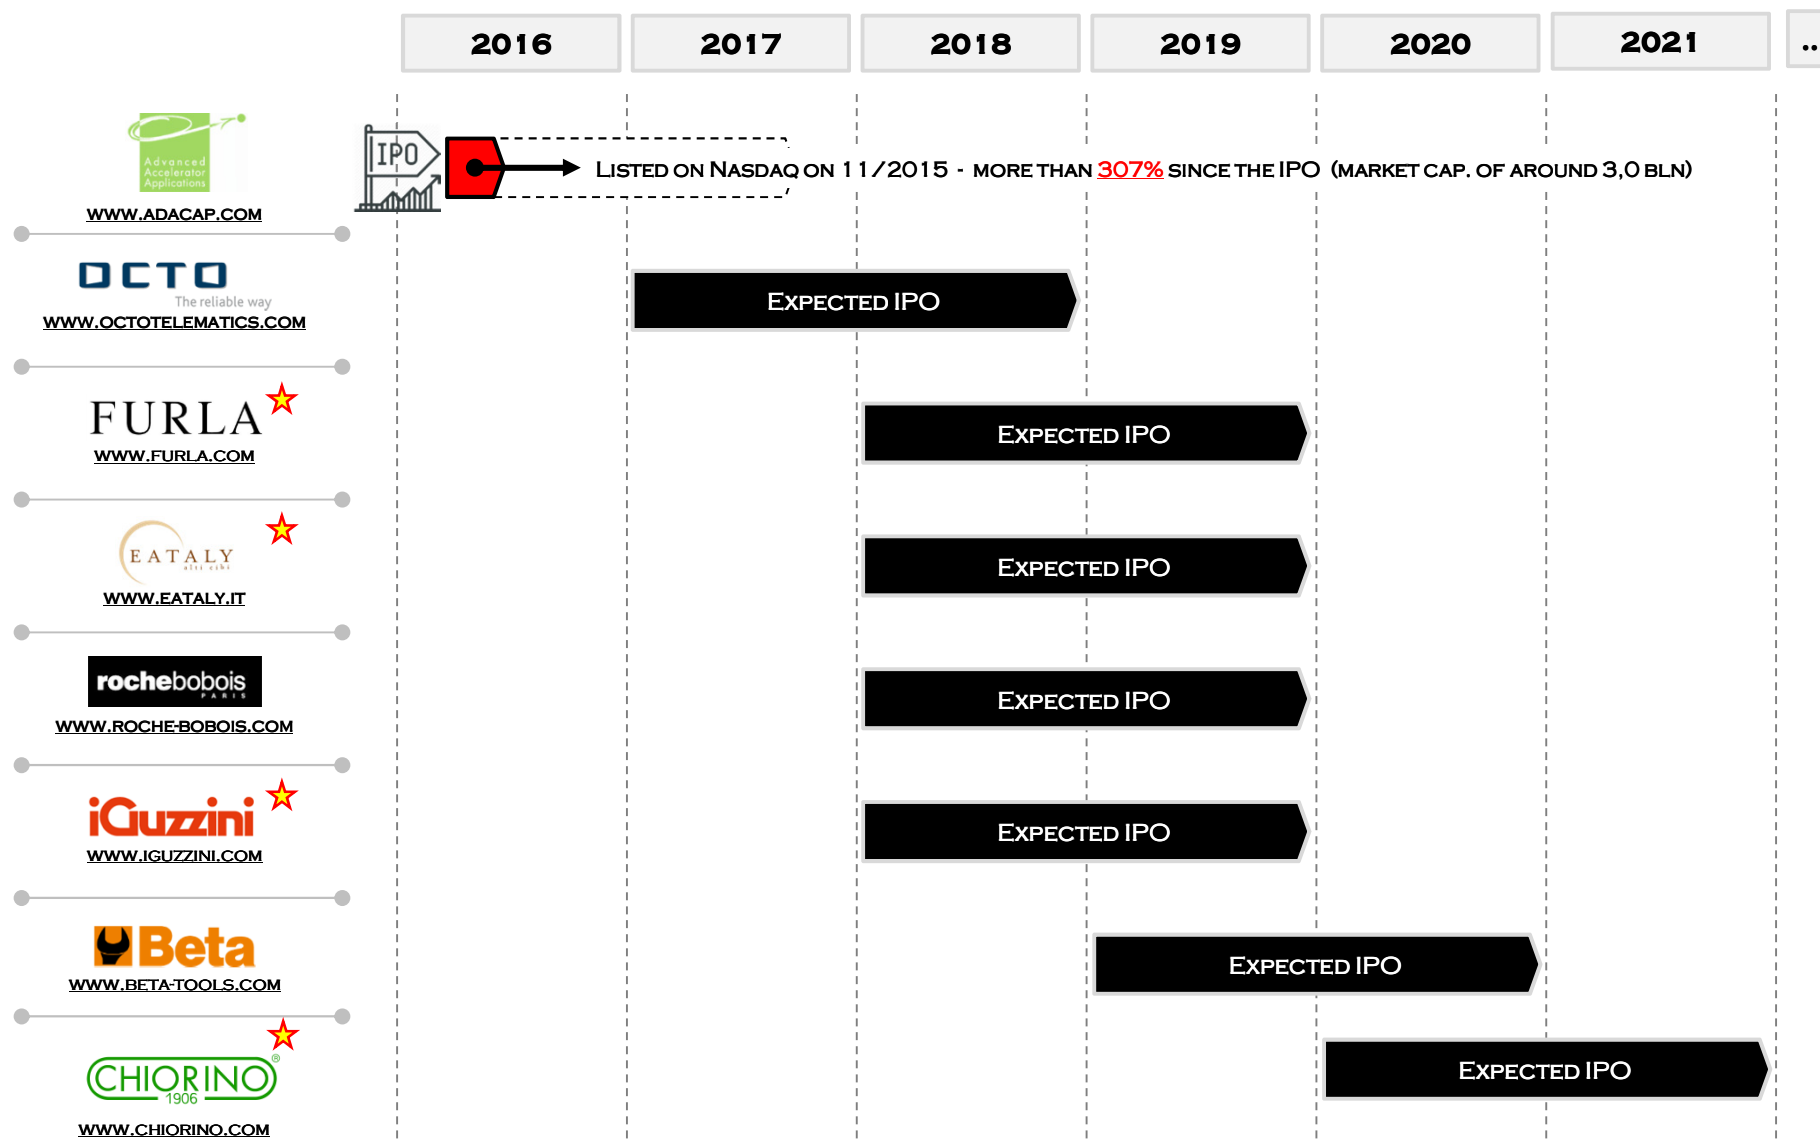 2016 2017 2018 2019 2020 2021 ...
Advanced
Accelerator
Applications
WWW.ADACAP.COM
IPO
LISTED ON NASDAQ ON 11/2015 - MORE THAN 307% SINCE THE IPO (MARKET CAP. OF AROUND 3,0 BLN)
OCTO
The reliable way
WWW.OCTOTELEMATICS.COM
EXPECTED IPO
FURLA
WWW.FURLA.COM
EXPECTED IPO
EATALY
alti cibi
WWW.EATALY.IT
EXPECTED IPO
rochebobois
PARIS
WWW.ROCHE-BOBOIS.COM
EXPECTED IPO
iGuzzini
WWW.IGUZZINI.COM
EXPECTED IPO
Beta
WWW.BETA-TOOLS.COM
EXPECTED IPO
CHIORINO®
1906
WWW.CHIORINO.COM
EXPECTED IPO